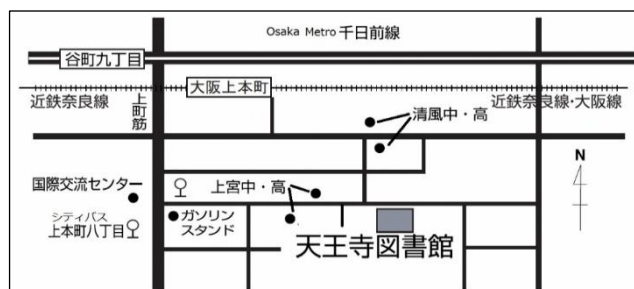 Osaka Metro 千日前線
谷町九丁目
大阪上本町
近鉄奈良線
近鉄奈良線・大阪線
上町筋
清風中・高
N
国際交流センター
上宮中・高
シティバス
上本町八丁目
ガソリン
スタンド
天王寺図書館